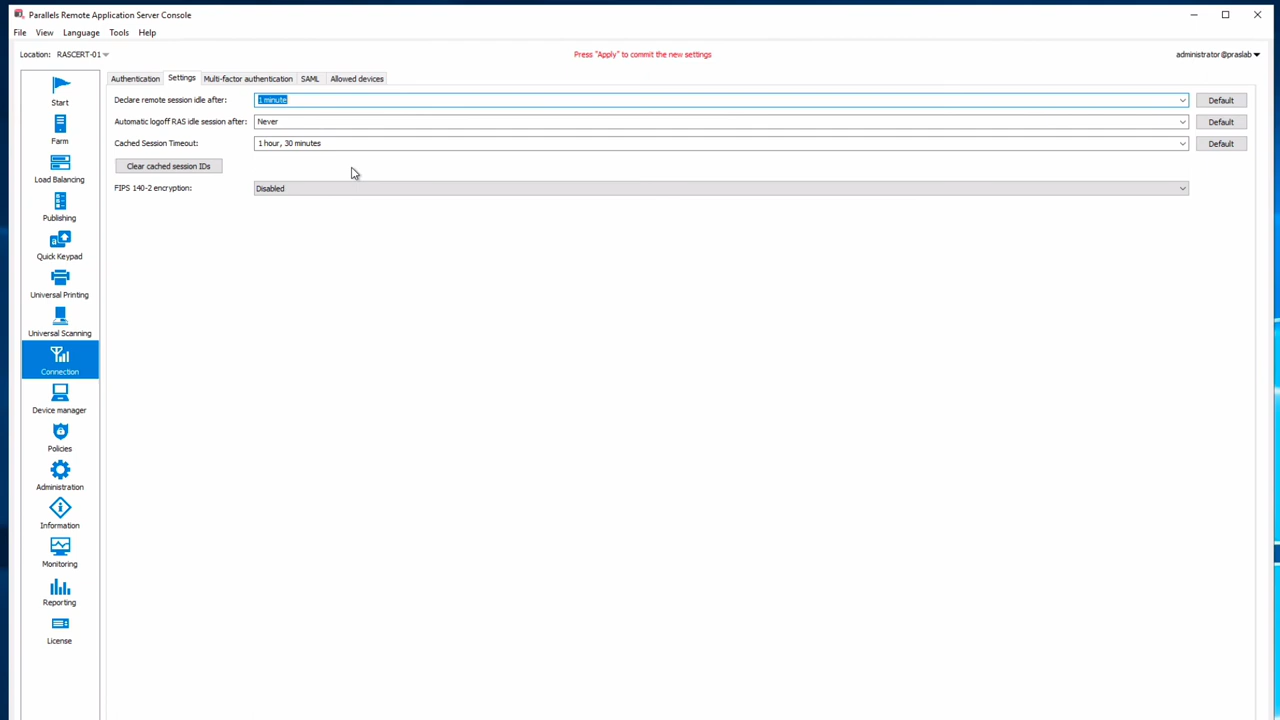 Parallels Remote Application Server Console
File View Language Tools Help
Location: RASCERT-01
Press "Apply" to commit the new settings
administrator@praslab
Start
Farm
Load Balancing
Publishing
Quick Keypad
Universal Printing
Universal Scanning
Connection
Device manager
Policies
Administration
Information
Monitoring
Reporting
License
Authentication Settings Multi-factor authentication SAML Allowed devices
Declare remote session idle after: 1 minute Default
Automatic logoff RAS idle session after: Never Default
Cached Session Timeout: 1 hour, 30 minutes Default
Clear cached session IDs
FIPS 140-2 encryption: Disabled